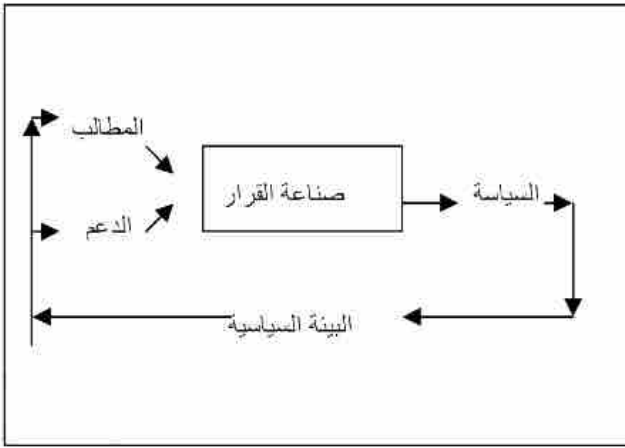 المطالب
صناعة القرار
السياسة
الدعم
البيئة السياسية